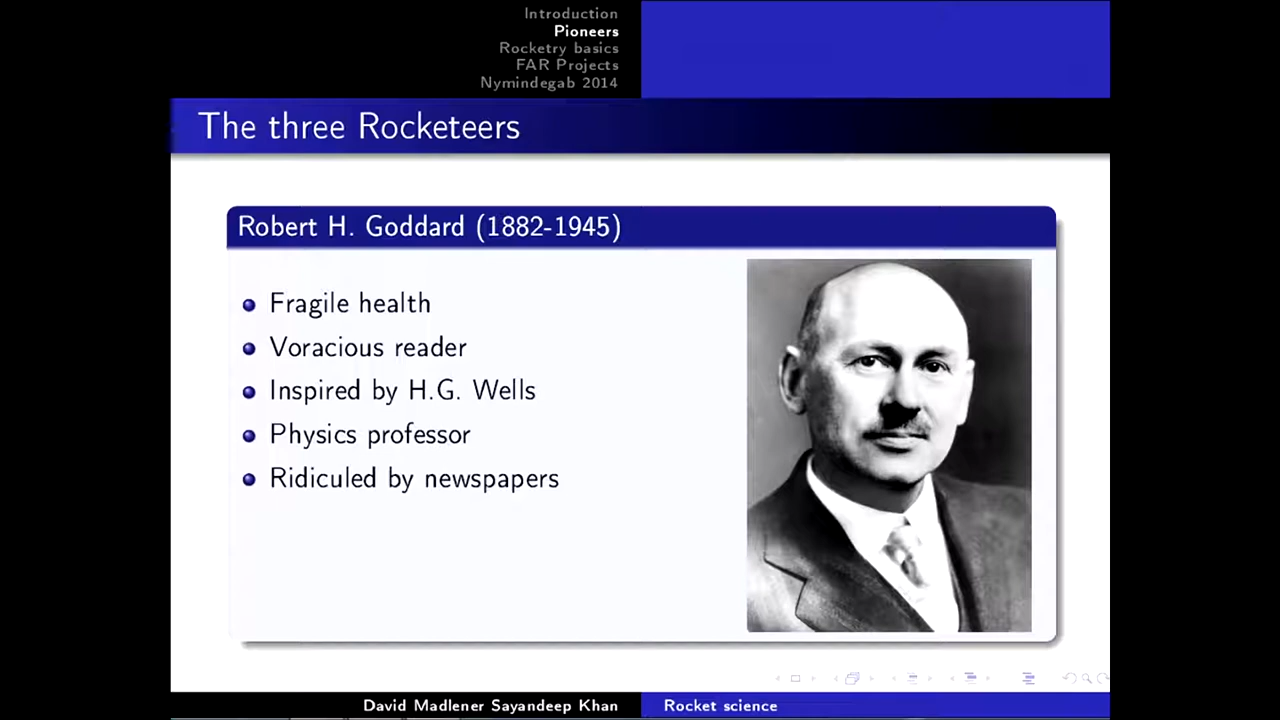 Introduction
Pioneers
Rocketry basics
FAR Projects
Nymindegab 2014
The three Rocketeers
Robert H. Goddard (1882-1945)
Fragile health
Voracious reader
Inspired by H.G. Wells
Physics professor
Ridiculed by newspapers
David Madlener Sayandeep Khan
Rocket science